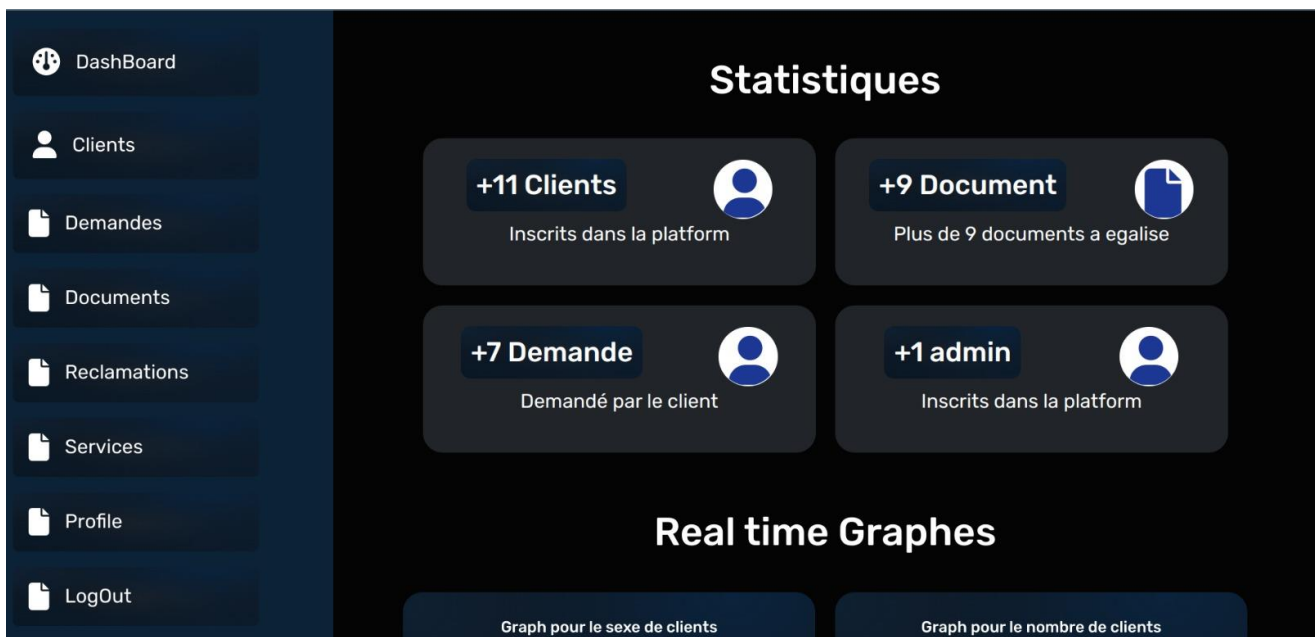 DashBoard
Clients
Demandes
Documents
Reclamations
Services
Profile
LogOut
Statistiques
+11 Clients
Inscrits dans la platform
+9 Document
Plus de 9 documents a egalise
+7 Demande
Demandé par le client
+1 admin
Inscrits dans la platform
Real time Graphes
Graph pour le sexe de clients
Graph pour le nombre de clients